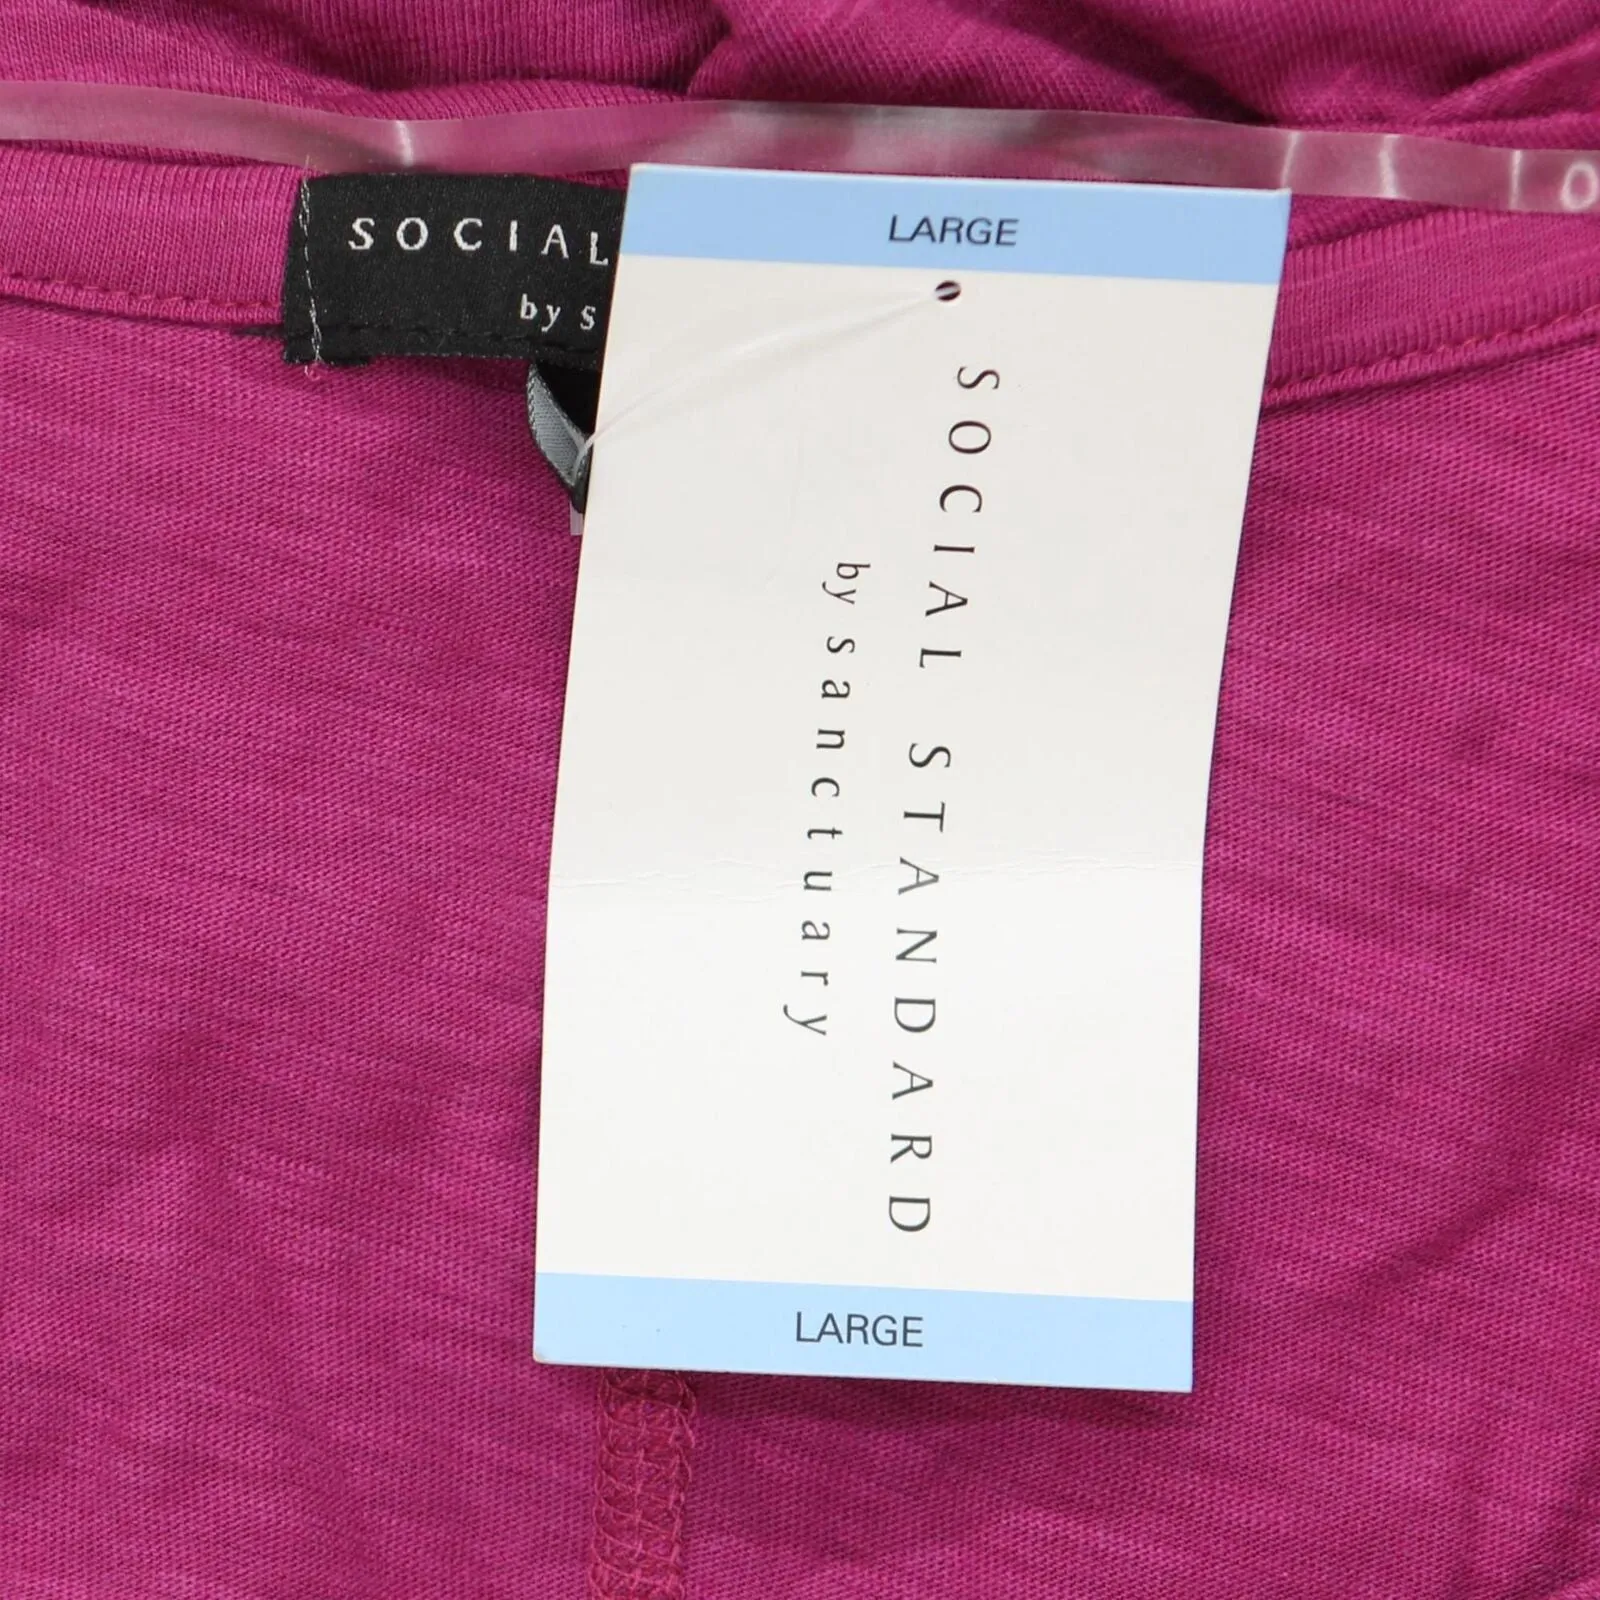 SOCIAL
by s
LARGE
SOCIAL STANDARD
by sanctuary
LARGE